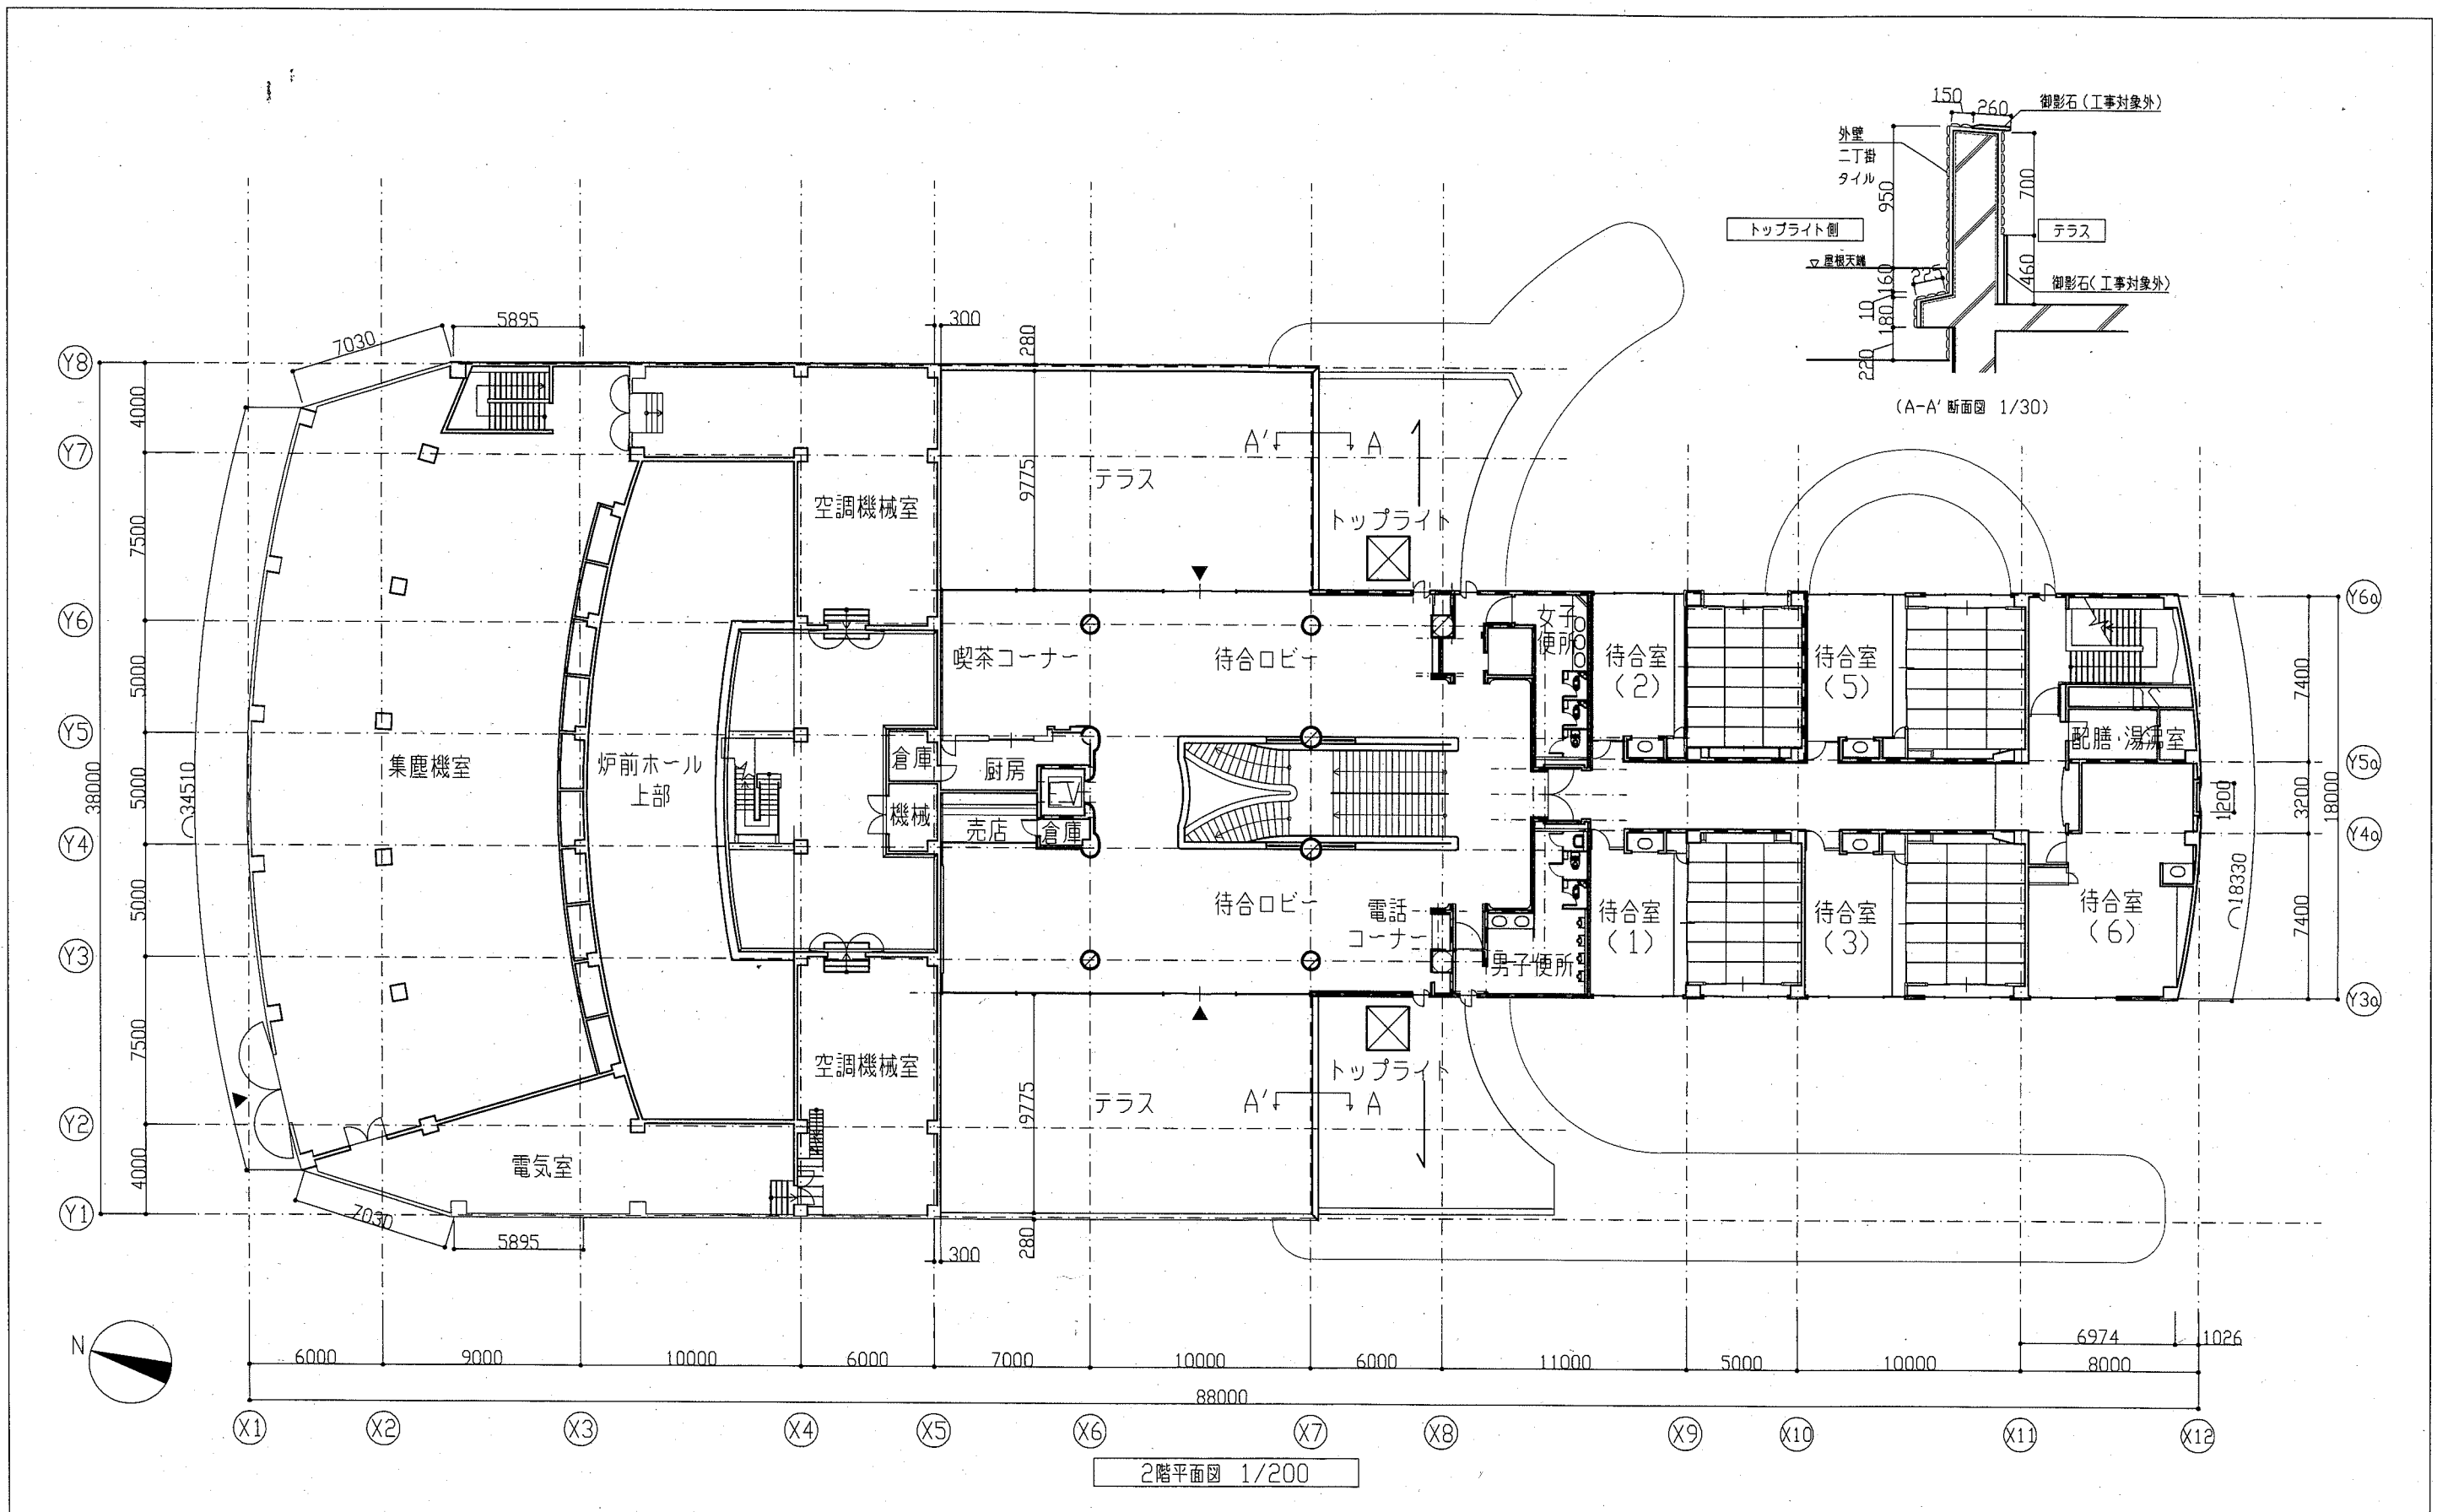 150
260
御影石(工事対象外)
外壁
二丁掛
タイル
950
700
トップライト側
テラス
▽屋根天端
160
225
460
御影石(工事対象外)
10
180
220
(A-A' 断面図 1/30)
7030
5895
300
280
Y8
Y7
Y6
Y5
Y4
Y3
Y2
Y1
4000
7500
5000
5000
5000
7500
4000
38000
34510
A'
A
9775
テラス
空調機械室
トップライト
喫茶コーナー
待合ロビー
女子
便所
待合室
(2)
待合室
(5)
Y6a
7400
集塵機室
炉前ホール
上部
倉庫
厨房
機械
売店
倉庫
配膳・湯沸室
Y5a
3200
18000
1200
Y4a
18330
待合ロビー
電話
コーナー
男子便所
待合室
(1)
待合室
(3)
待合室
(6)
7400
Y3a
空調機械室
トップライト
テラス
9775
A'
A
電気室
7030
5895
300
280
N
6000
9000
10000
6000
7000
10000
6000
11000
5000
10000
6974
1026
8000
88000
X1
X2
X3
X4
X5
X6
X7
X8
X9
X10
X11
X12
2階平面図 1/200